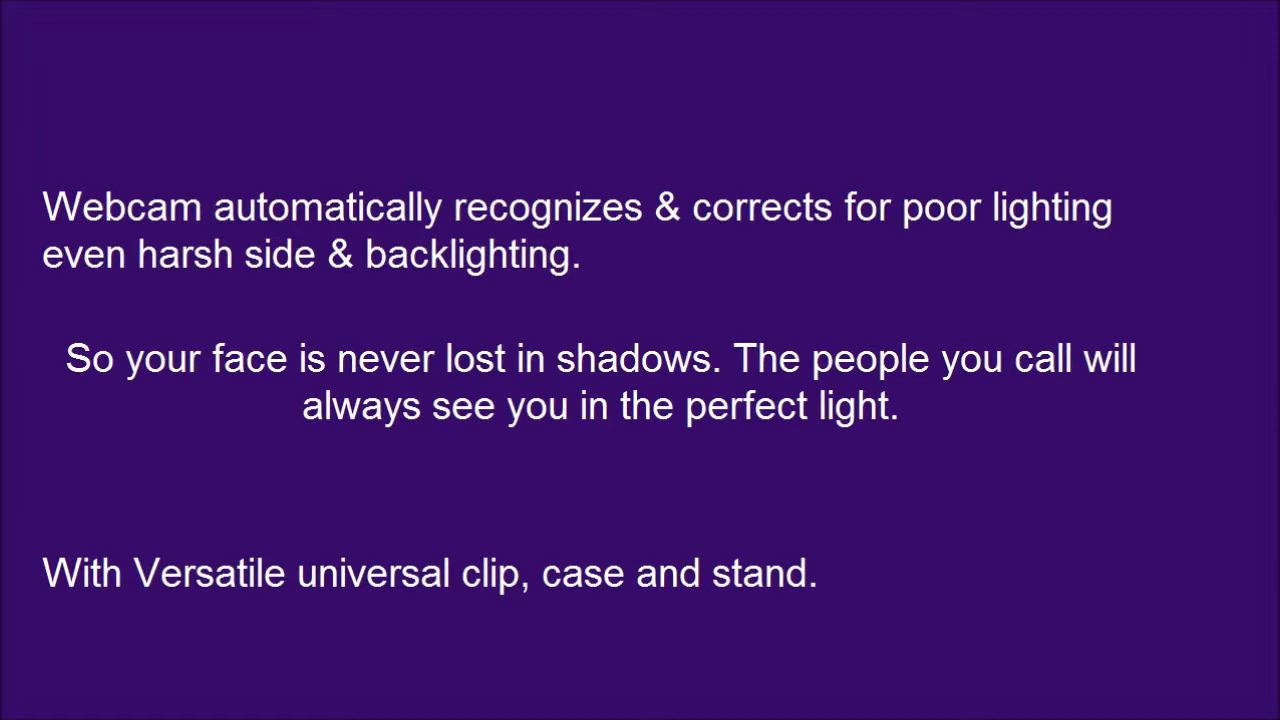 Webcam automatically recognizes & corrects for poor lighting
even harsh side & backlighting.
So your face is never lost in shadows. The people you call will
always see you in the perfect light.
With Versatile universal clip, case and stand.